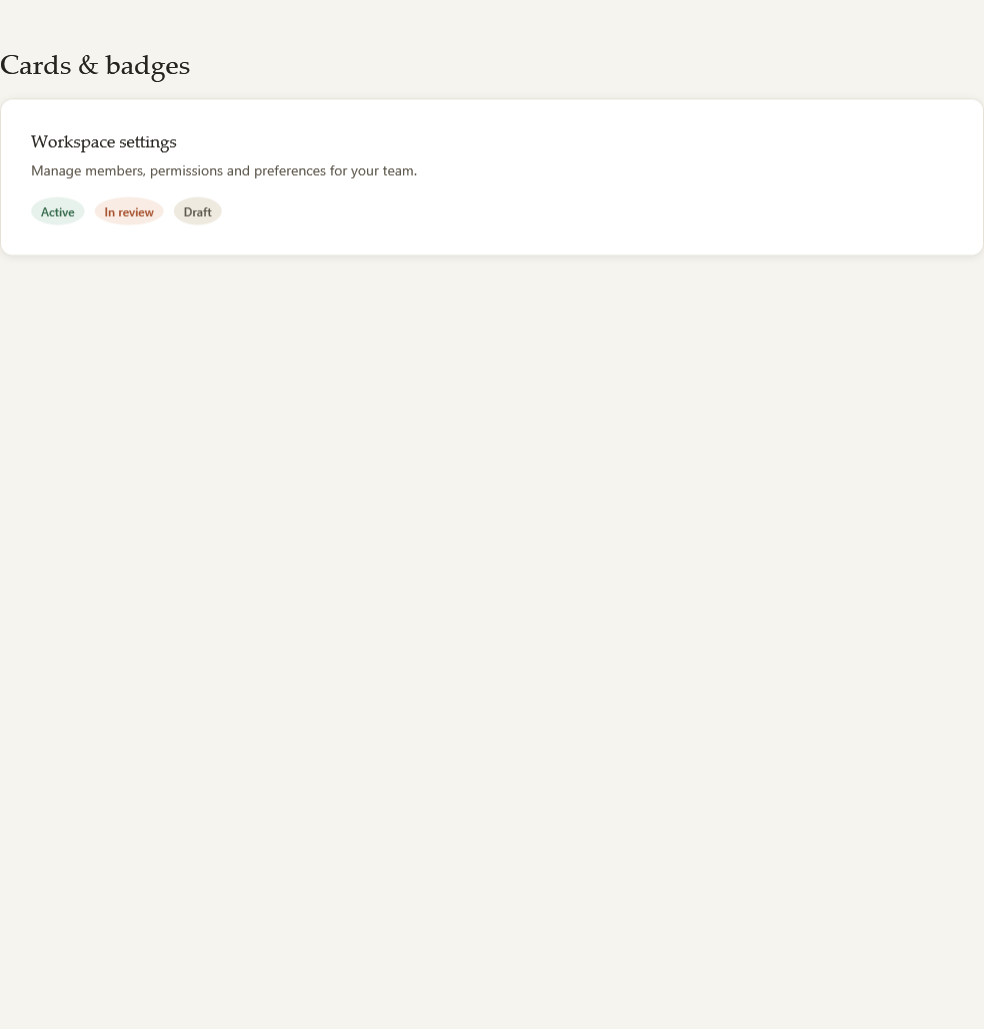 Cards & badges
Workspace settings
Manage members, permissions and preferences for your team.
Active In review Draft